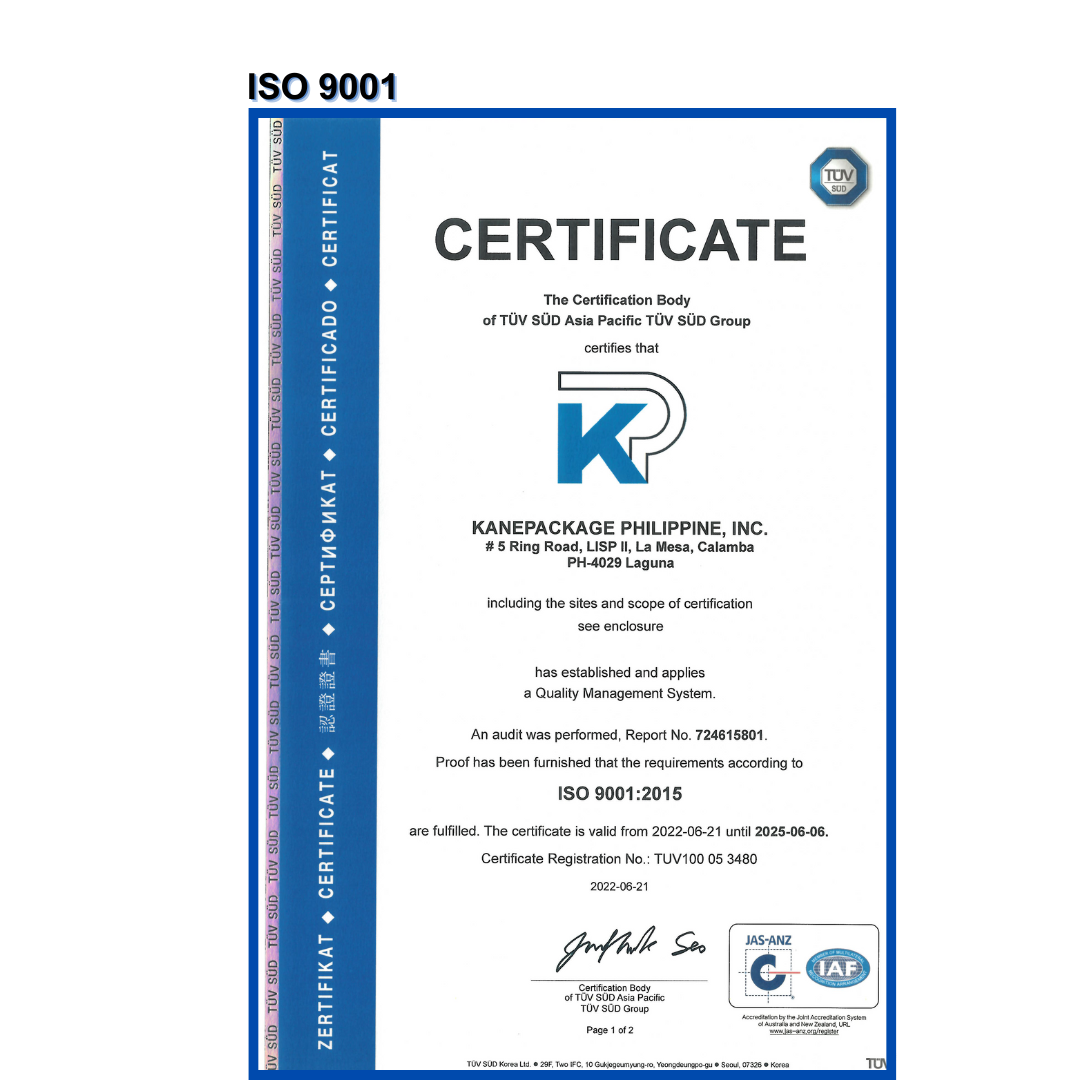 ISO 9001
TÜV SÜD TÜV SÜD TÜV SÜD TÜV SÜD TÜV SÜD TÜV SÜD TÜV SÜD TÜV SÜD TÜV SÜD TÜV SÜD TÜV SÜD TÜV SÜD TÜV SÜD TÜV SÜD
ZERTIFIKAT ◆ CERTIFICATE ◆ 認證證書 ◆ СЕРТИФИКАТ ◆ CERTIFICADO ◆ CERTIFICAT
TÜV
SÜD
CERTIFICATE
The Certification Body
of TÜV SÜD Asia Pacific TÜV SÜD Group
certifies that
KP
KANEPACKAGE PHILIPPINE, INC.
# 5 Ring Road, LISP II, La Mesa, Calamba
PH-4029 Laguna
including the sites and scope of certification
see enclosure
has established and applies
a Quality Management System.
An audit was performed, Report No. 724615801.
Proof has been furnished that the requirements according to
ISO 9001:2015
are fulfilled. The certificate is valid from 2022-06-21 until 2025-06-06.
Certificate Registration No.: TUV100 05 3480
2022-06-21
Certification Body
of TÜV SÜD Asia Pacific
TÜV SÜD Group
Page 1 of 2
JAS-ANZ
C
MEMBER OF MULTILATERAL
IAF
RECOGNITION ARRANGEMENT
Accreditation by the Joint Accreditation System
of Australia and New Zealand, URL
www.jas-anz.org/register
TÜV SÜD Korea Ltd. ● 29F, Two IFC, 10 Gukjegeumyung-ro, Yeongdeungpo-gu ● Seoul, 07326 ● Korea
TÜV